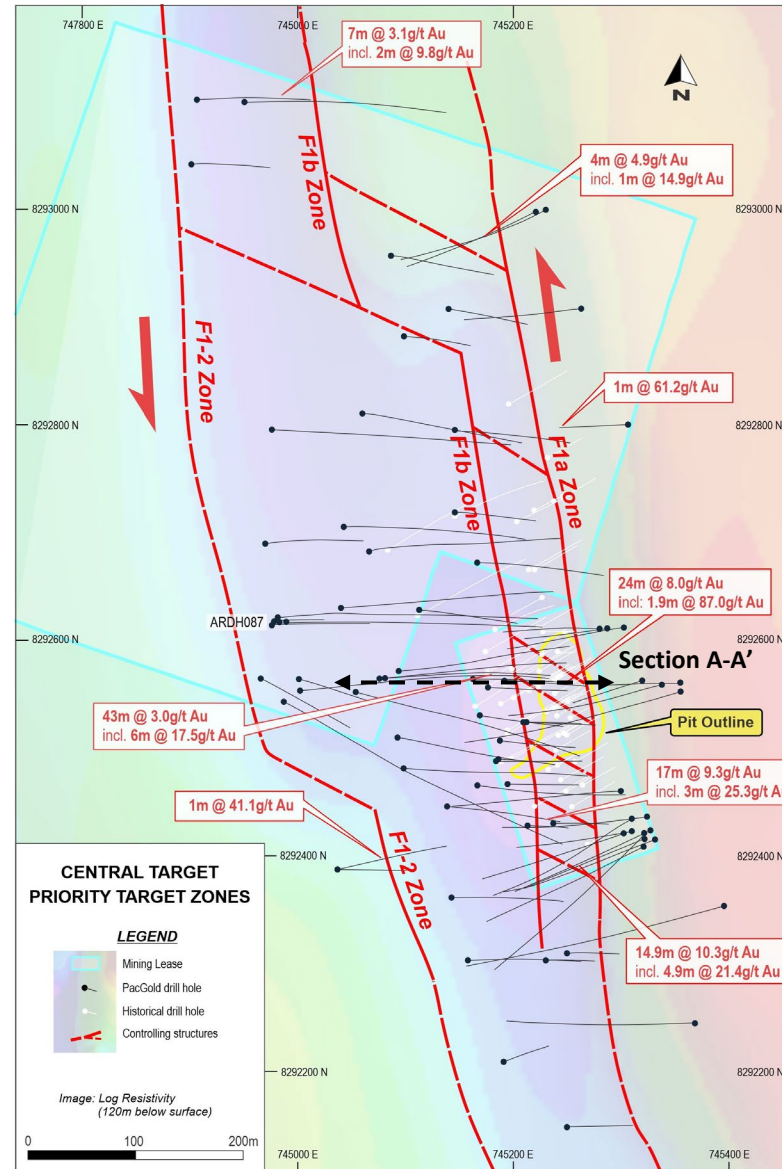 747800 E
745000 E
745200 E
7m @ 3.1g/t Au
incl. 2m @ 9.8g/t Au
N
F1b Zone
4m @ 4.9g/t Au
incl. 1m @ 14.9g/t Au
8293000 N
8293000 N
F1-2 Zone
1m @ 61.2g/t Au
8292800 N
8292800 N
F1b Zone
F1a Zone
24m @ 8.0g/t Au
incl: 1.9m @ 87.0g/t Au
ARDH087
8292600 N
8292600 N
Section A-A’
43m @ 3.0g/t Au
incl. 6m @ 17.5g/t Au
Pit Outline
17m @ 9.3g/t Au
incl. 3m @ 25.3g/t Au
1m @ 41.1g/t Au
F1-2 Zone
8292400 N
8292400 N
CENTRAL TARGET
PRIORITY TARGET ZONES
LEGEND
Mining Lease
PacGold drill hole
Historical drill hole
Controlling structures
14.9m @ 10.3g/t Au
incl. 4.9m @ 21.4g/t Au
8292200 N
8292200 N
Image: Log Resistivity
(120m below surface)
0
100
200m
745000 E
745200 E
745400 E